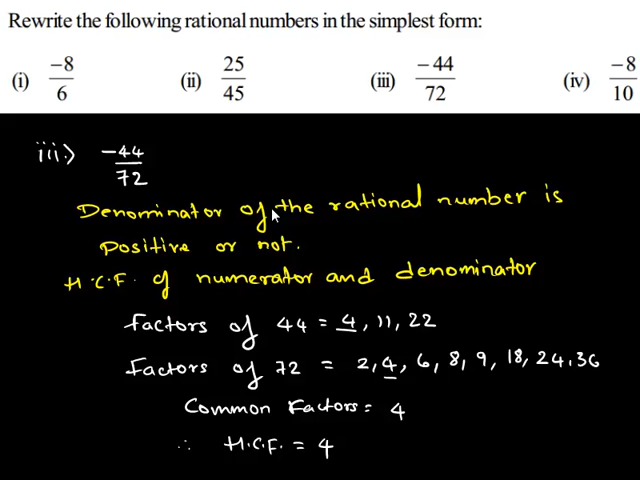 Rewrite the following rational numbers in the simplest form:
(i) -8/6 (ii) 25/45 (iii) -44/72 (iv) -8/10
iii.) -44/72
Denominator of the rational number is
positive or not.
H.C.F. of numerator and denominator
Factors of 44 = 4, 11, 22
Factors of 72 = 2, 4, 6, 8, 9, 18, 24, 36
Common Factors = 4
∴ H.C.F. = 4